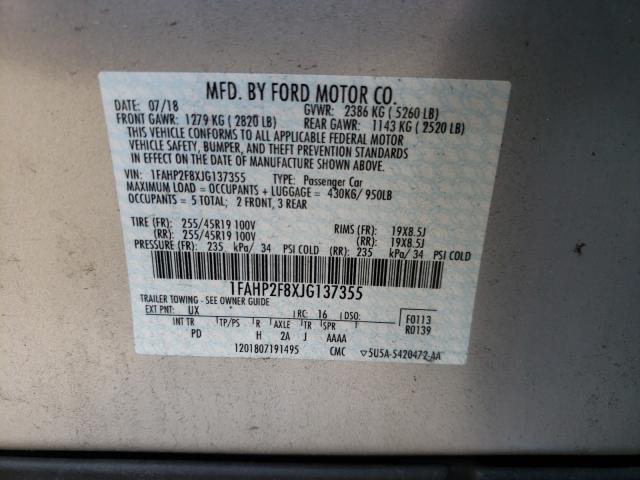 MFD. BY FORD MOTOR CO.
DATE: 07/18 GVWR: 2386 KG ( 5260 LB)
FRONT GAWR: 1279 KG ( 2820 LB) REAR GAWR: 1143 KG ( 2520 LB)
THIS VEHICLE CONFORMS TO ALL APPLICABLE FEDERAL MOTOR
VEHICLE SAFETY, BUMPER, AND THEFT PREVENTION STANDARDS
IN EFFECT ON THE DATE OF MANUFACTURE SHOWN ABOVE.
VIN: 1FAHP2F8XJG137355 TYPE: Passenger Car
MAXIMUM LOAD = OCCUPANTS + LUGGAGE = 430KG/ 950LB
OCCUPANTS = 5 TOTAL; 2 FRONT, 3 REAR
TIRE (FR): 255/45R19 100V RIMS (FR): 19X8.5J
(RR): 255/45R19 100V (RR): 19X8.5J
PRESSURE (FR): 235 kPa/ 34 PSI COLD (RR): 235 kPa/ 34 PSI COLD
1FAHP2F8XJG137355
TRAILER TOWING - SEE OWNER GUIDE
EXT PNT: UX RC: 16 DSO: F0113
INT TR TP/PS R AXLE TR SPR R0139
PD H 2A J AAAA
1201807191495 CMC ▽5U5A-5420472-AA